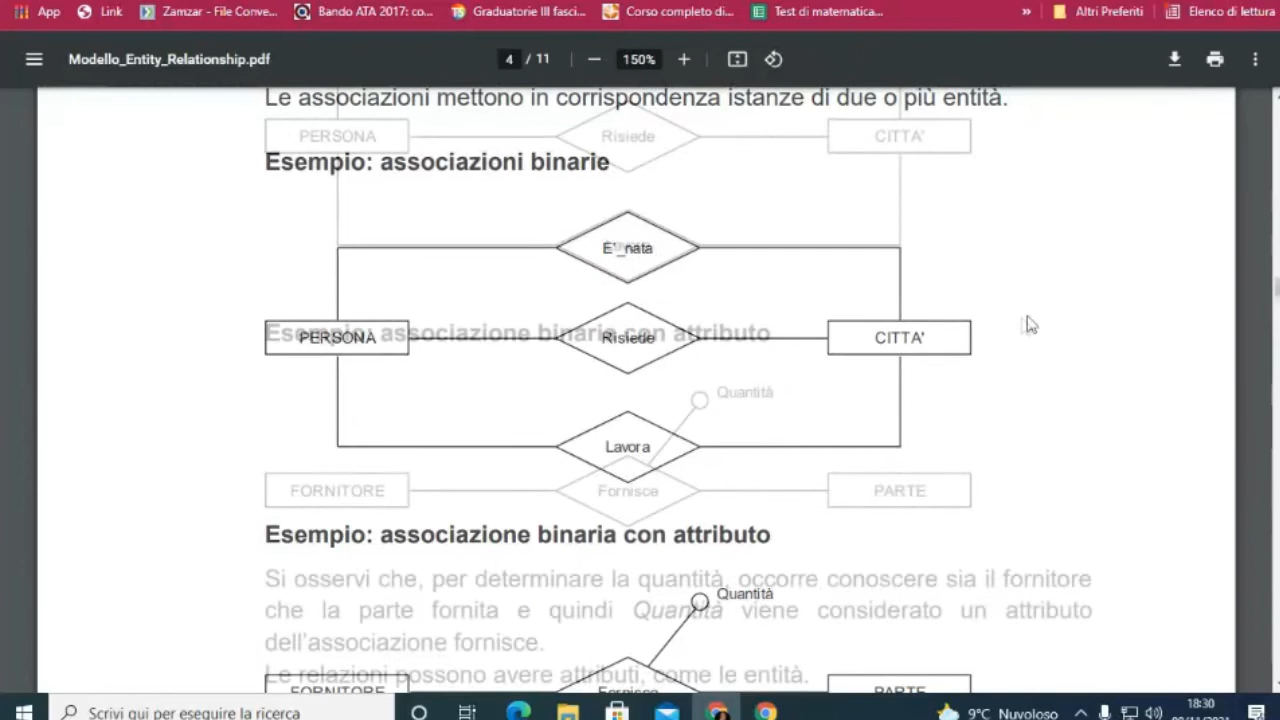 App Link Zamzar - File Conve... Bando ATA 2017: co... Graduatorie III fasci... Corso completo di... Test di matematica... » Altri Preferiti Elenco di lettura
Modello_Entity_Relationship.pdf 4 / 11 150%
Le associazioni mettono in corrispondenza istanze di due o più entità.
PERSONA Risiede CITTA'
Esempio: associazioni binarie
E'_nata
Esempio: associazione binaria con attributo
PERSONA Risiede CITTA'
Quantità
Lavora
FORNITORE Fornisce PARTE
Esempio: associazione binaria con attributo
Si osservi che, per determinare la quantità, occorre conoscere sia il fornitore
Quantità
che la parte fornita e quindi Quantità viene considerato un attributo
dell'associazione fornisce.
Le relazioni possono avere attributi, come le entità.
FORNITORE Fornisce PARTE
Scrivi qui per eseguire la ricerca 9°C Nuvoloso 18:30